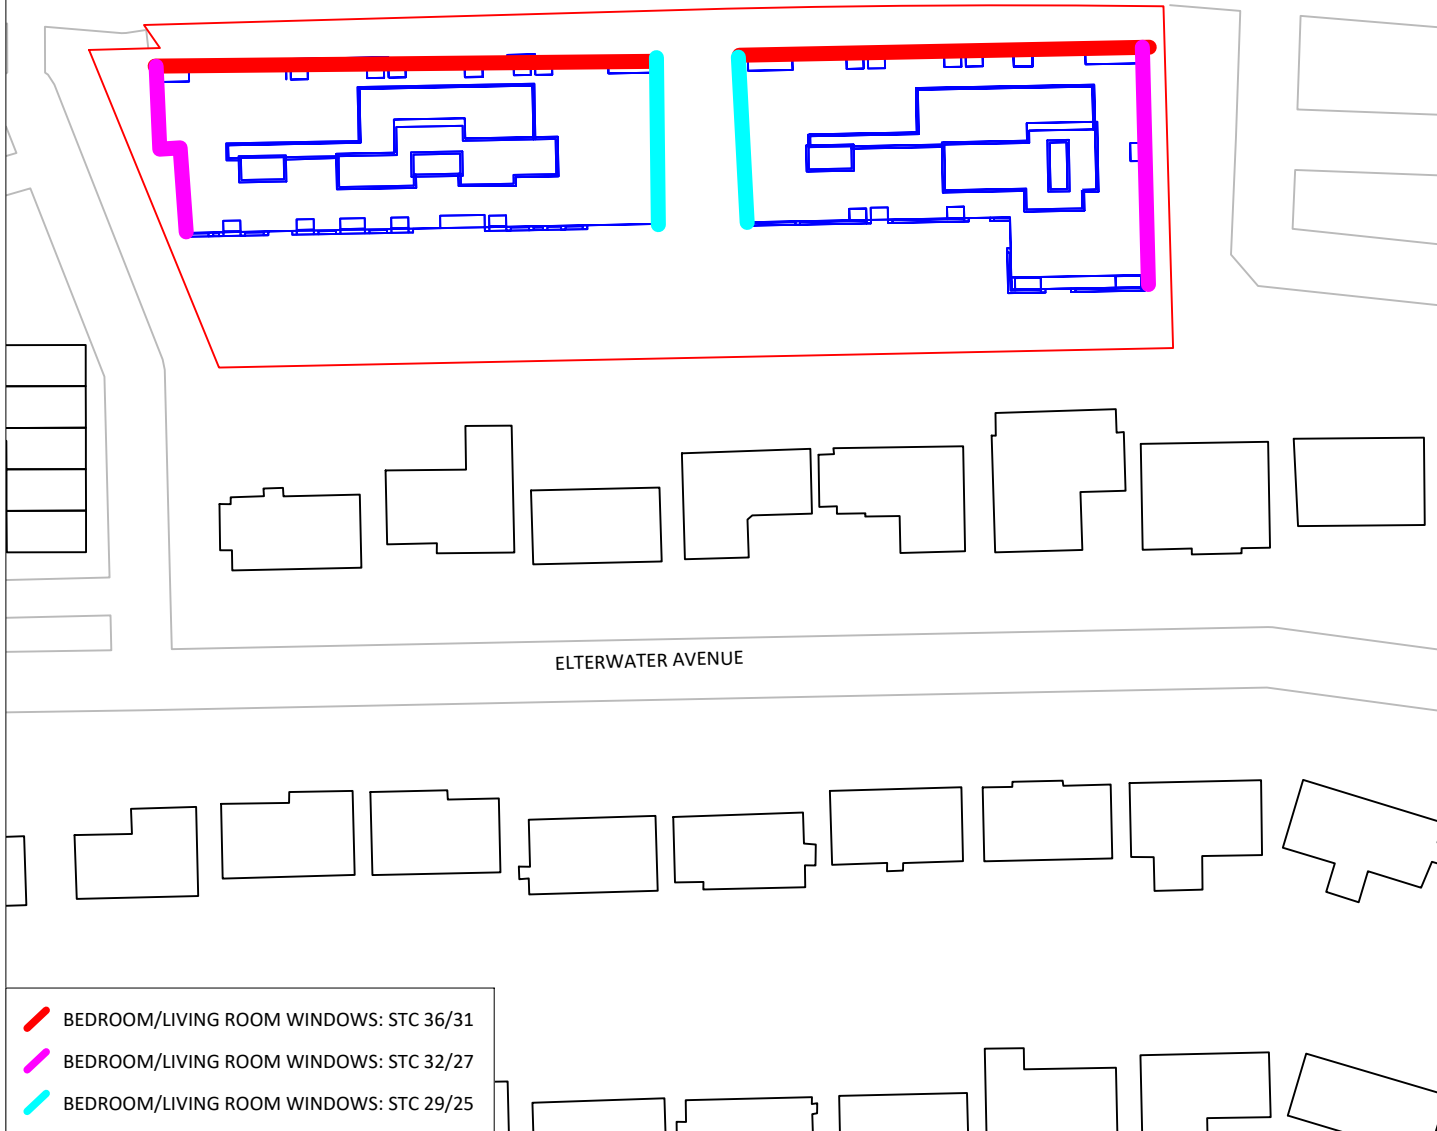 ELTERWATER AVENUE
BEDROOM/LIVING ROOM WINDOWS: STC 36/31
BEDROOM/LIVING ROOM WINDOWS: STC 32/27
BEDROOM/LIVING ROOM WINDOWS: STC 29/25